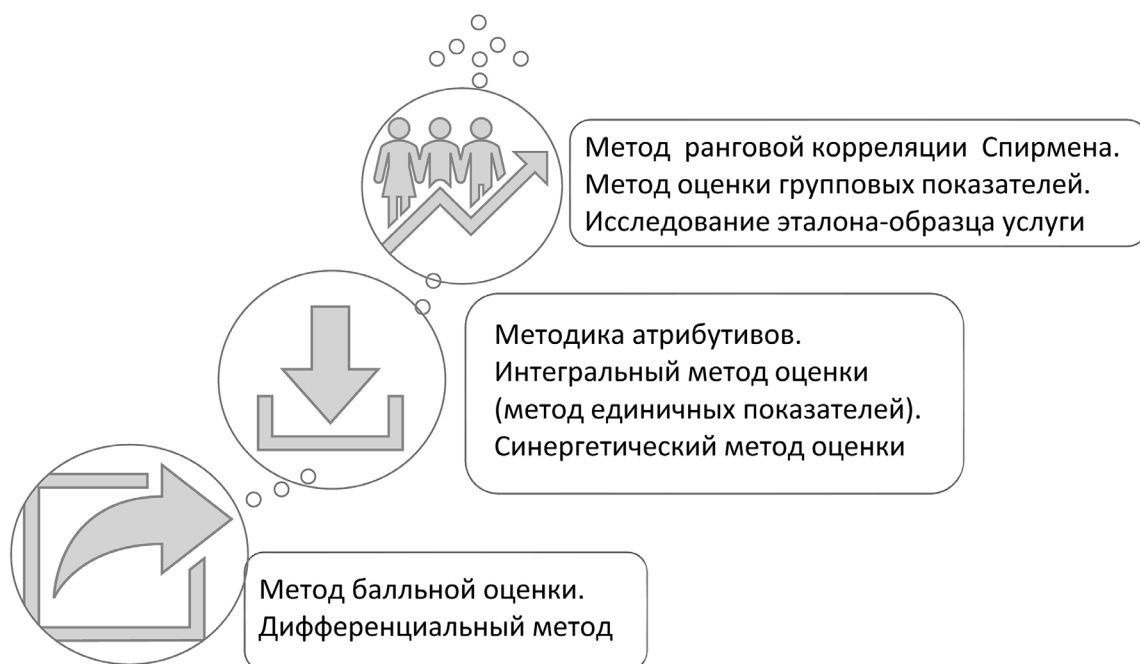 Метод ранговой корреляции Спирмена.
Метод оценки групповых показателей.
Исследование эталона-образца услуги
Методика атрибутивов.
Интегральный метод оценки
(метод единичных показателей).
Синергетический метод оценки
Метод балльной оценки.
Дифференциальный метод